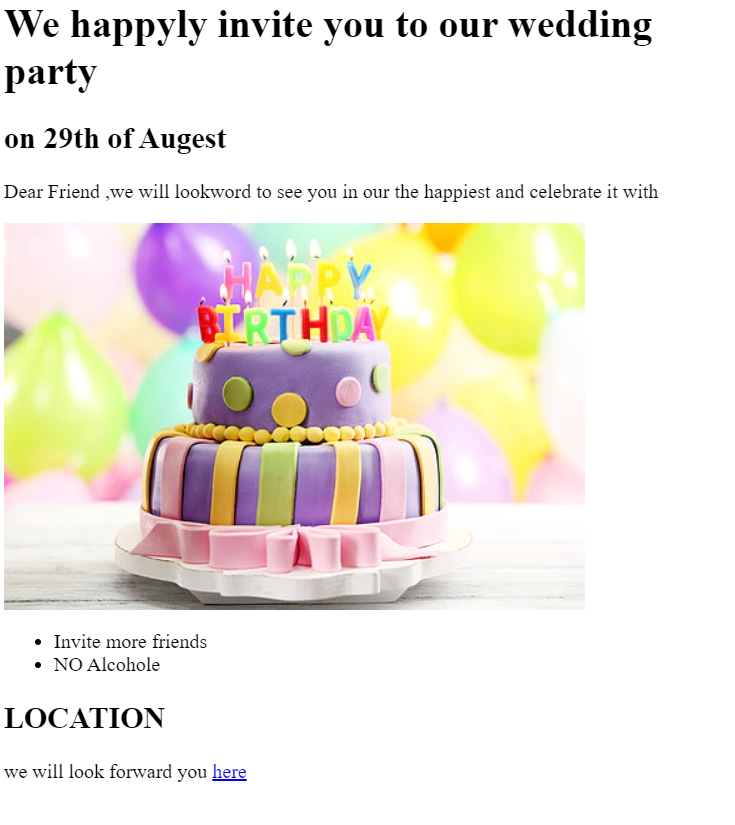 We happyly invite you to our wedding
party
on 29th of Augest
Dear Friend ,we will lookword to see you in our the happiest and celebrate it with
HAPPY
BIRTHDAY
Invite more friends
NO Alcohole
LOCATION
we will look forward you here